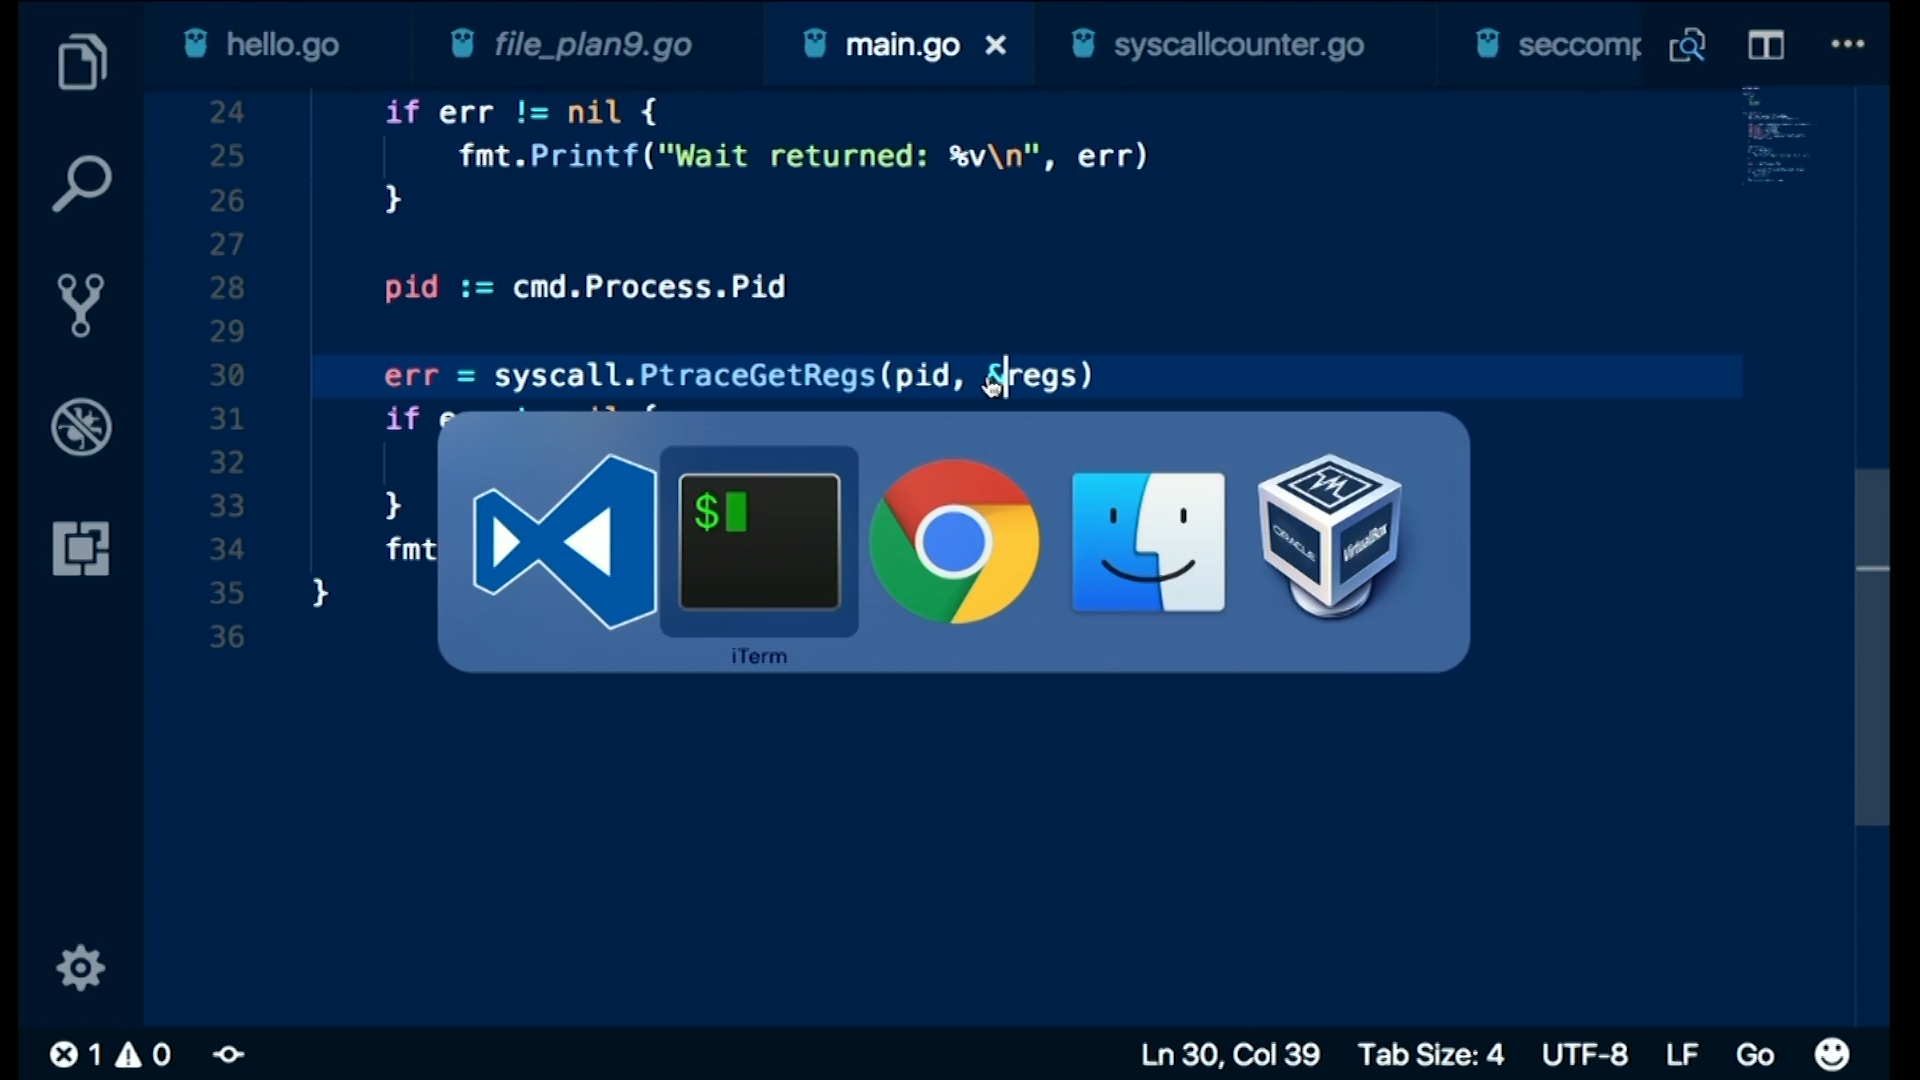 hello.go file_plan9.go main.go syscallcounter.go seccomp
24 if err != nil {
25 fmt.Printf("Wait returned: %v\n", err)
26 }
27
28 pid := cmd.Process.Pid
29
30 err = syscall.PtraceGetRegs(pid, &regs)
31 if
32
33 }
34 fmt
35 }
36
$
ORACLE VirtualBox
iTerm
1 0 Ln 30, Col 39 Tab Size: 4 UTF-8 LF Go